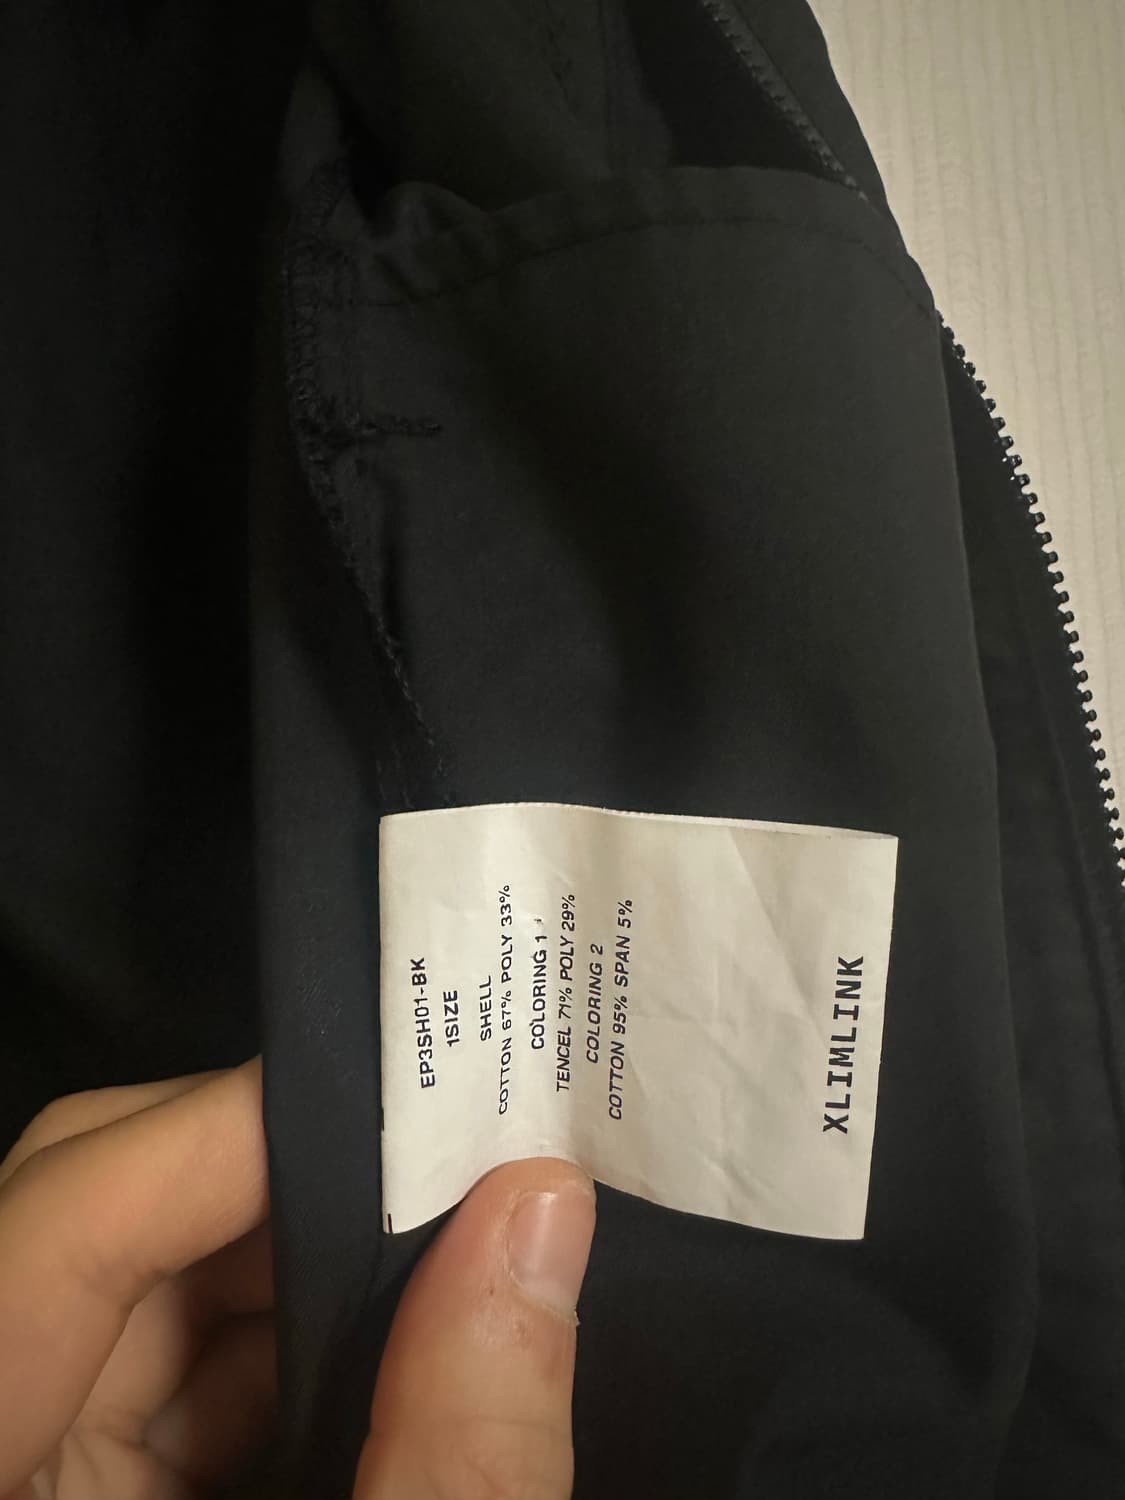 EP3SH01-BK
1SIZE
SHELL
COTTON 67% POLY 33%
COLORING 1
TENCEL 71% POLY 29%
COLORING 2
COTTON 95% SPAN 5%
XLIMLINK